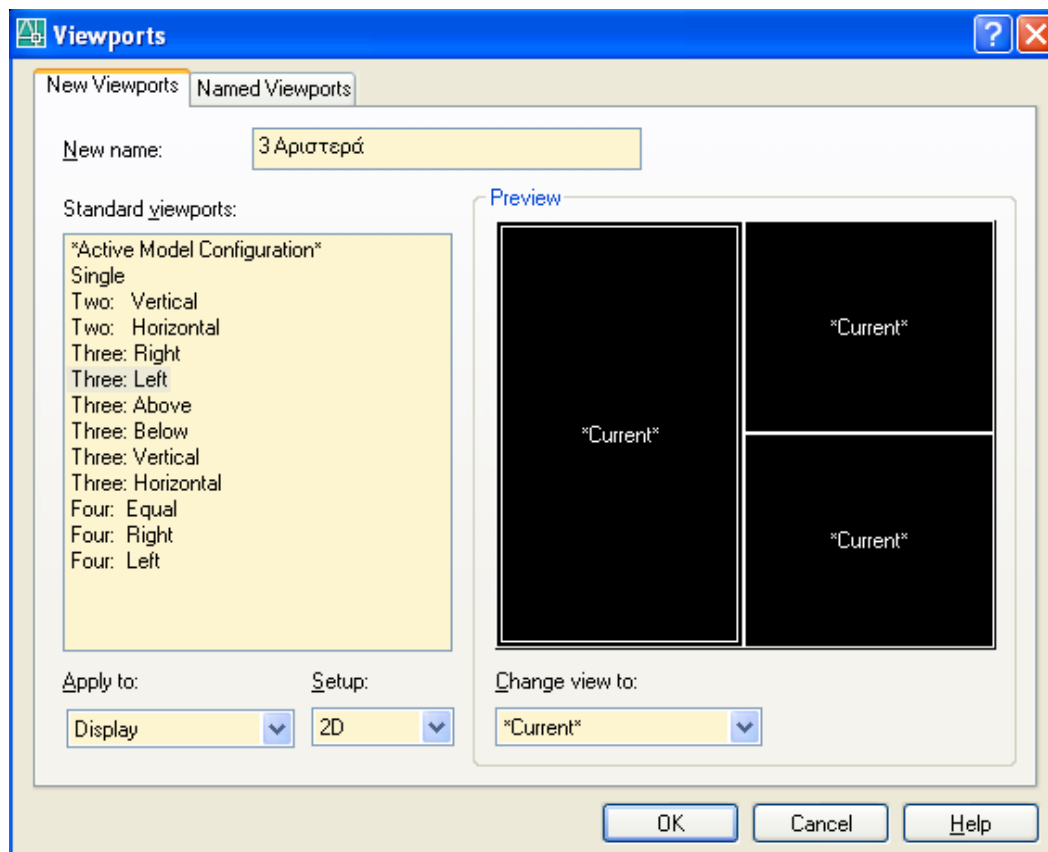 Viewports
New Viewports Named Viewports
New name: 3 Αριστερά
Standard viewports:
*Active Model Configuration*
Single
Two: Vertical
Two: Horizontal
Three: Right
Three: Left
Three: Above
Three: Below
Three: Vertical
Three: Horizontal
Four: Equal
Four: Right
Four: Left
Preview
*Current*
*Current*
*Current*
Apply to: Setup: Change view to:
Display 2D *Current*
OK Cancel Help